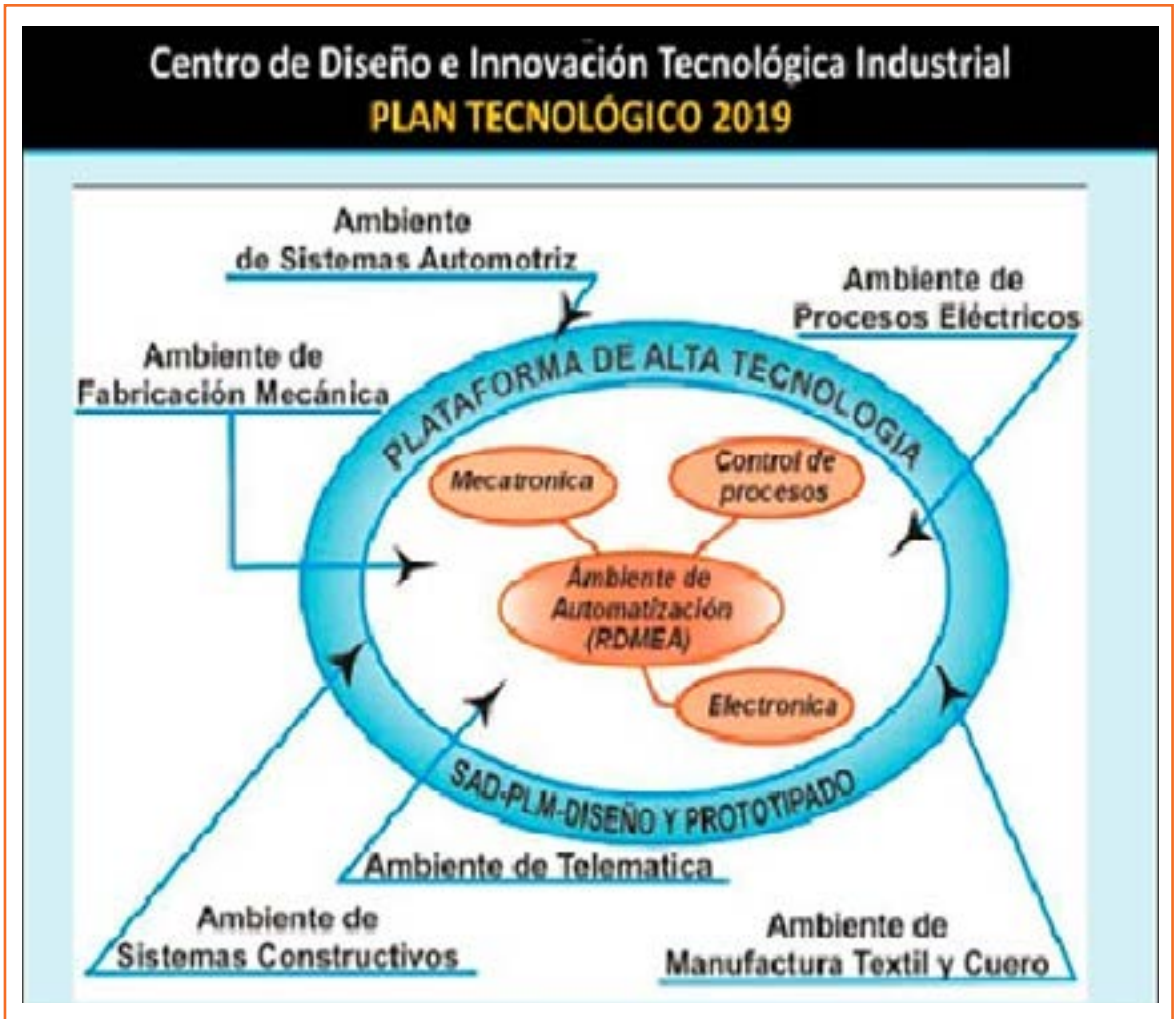 Centro de Diseño e Innovación Tecnológica Industrial
PLAN TECNOLÓGICO 2019
Ambiente
de Sistemas Automotriz
Ambiente de
Procesos Eléctricos
Ambiente de
Fabricación Mecánica
PLATAFORMA DE ALTA TECNOLOGIA
Mecatronica
Control de
procesos
Ambiente de
Automatización
(RDMEA)
Electronica
SAD-PLM-DISEÑO Y PROTOTIPADO
Ambiente de Telematica
Ambiente de
Sistemas Constructivos
Ambiente de
Manufactura Textil y Cuero